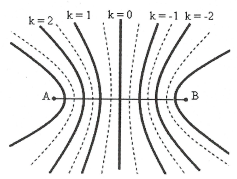 k = 2 k = 1 k = 0 k = -1 k = -2
A B